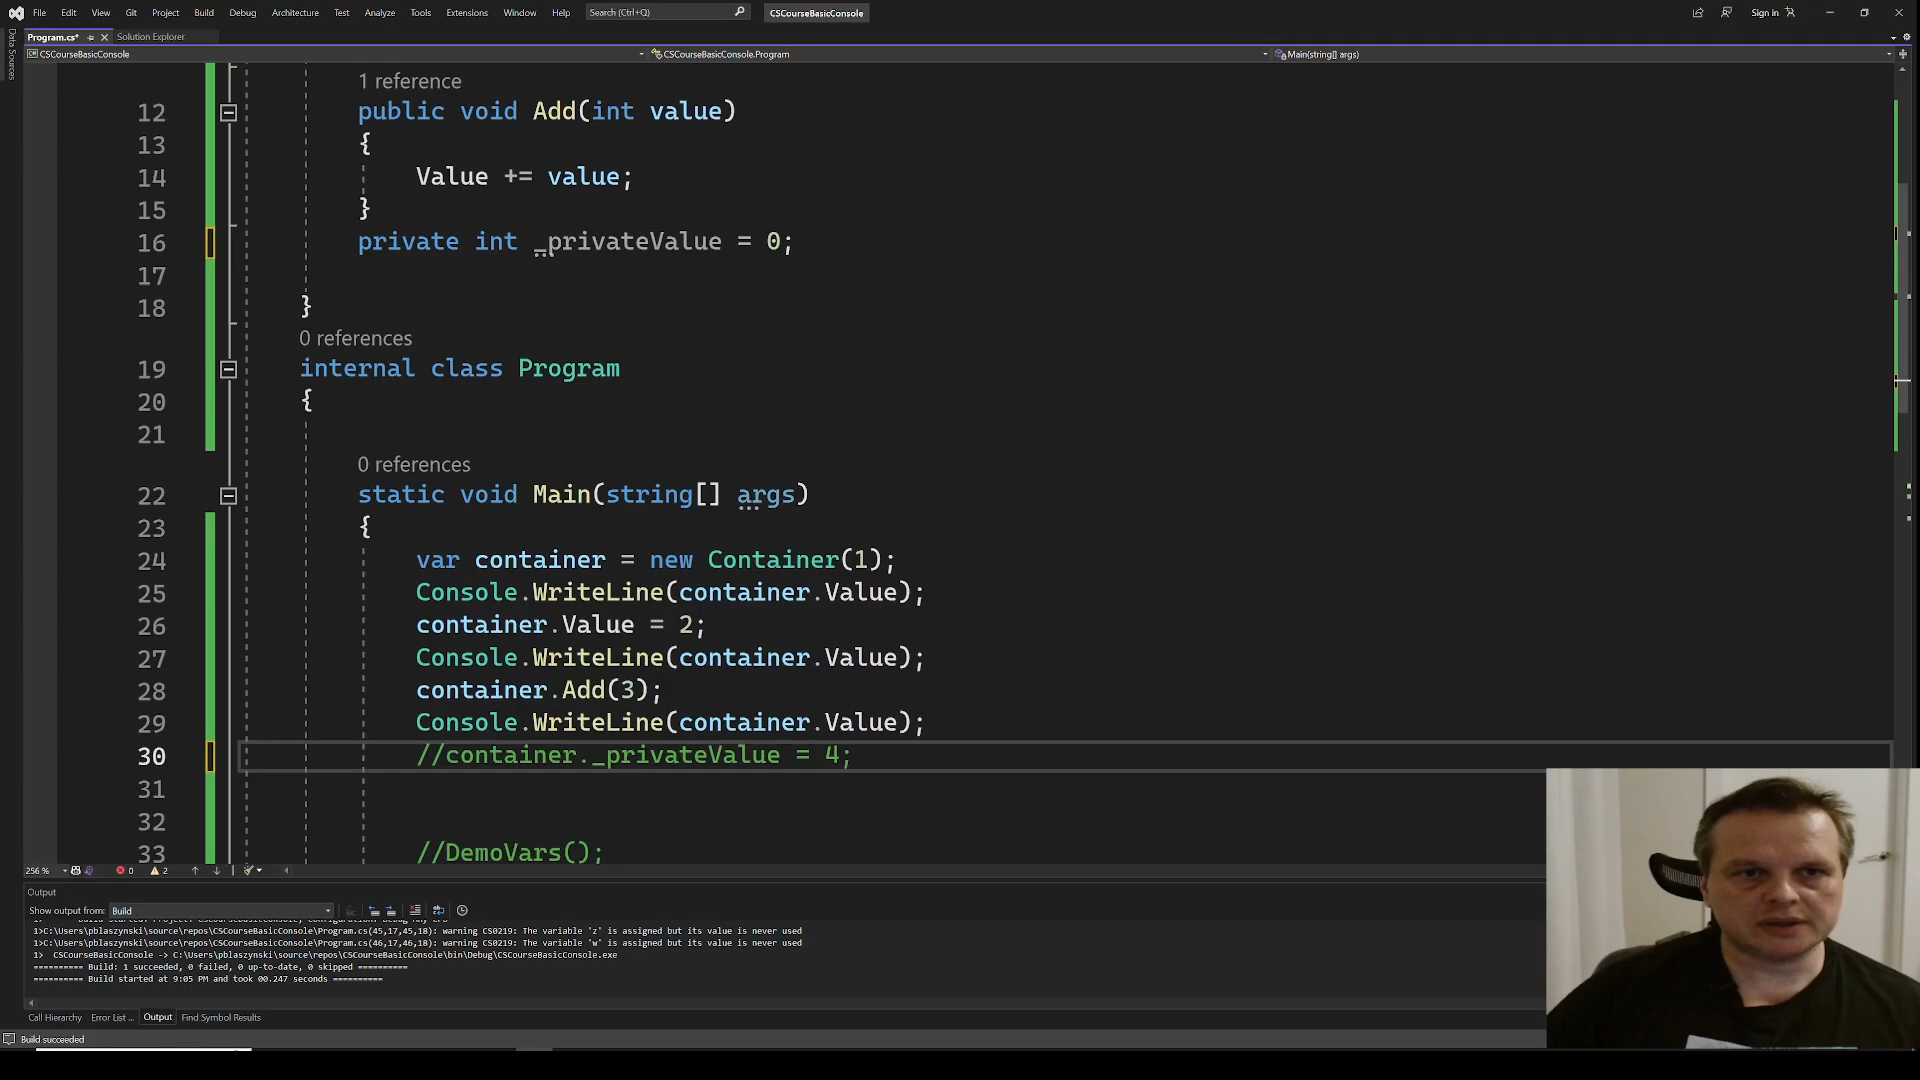 File Edit View Git Project Build Debug Architecture Test Analyze Tools Extensions Window Help Search (Ctrl+Q) CSCourseBasicConsole Sign in
Data Sources
Program.cs* Solution Explorer
CSCourseBasicConsole CSCourseBasicConsole.Program Main(string[] args)
1 reference
12 public void Add(int value)
13 {
14 Value += value;
15 }
16 private int _privateValue = 0;
17
18 }
0 references
19 internal class Program
20 {
21
0 references
22 static void Main(string[] args)
23 {
24 var container = new Container(1);
25 Console.WriteLine(container.Value);
26 container.Value = 2;
27 Console.WriteLine(container.Value);
28 container.Add(3);
29 Console.WriteLine(container.Value);
30 //container._privateValue = 4;
31
32
33 //DemoVars();
256 % 0 2
Output
Show output from: Build
1>C:\Users\pblaszynski\source\repos\CSCourseBasicConsole\Program.cs(45,17,45,18): warning CS0219: The variable 'z' is assigned but its value is never used
1>C:\Users\pblaszynski\source\repos\CSCourseBasicConsole\Program.cs(46,17,46,18): warning CS0219: The variable 'w' is assigned but its value is never used
1> CSCourseBasicConsole -> C:\Users\pblaszynski\source\repos\CSCourseBasicConsole\bin\Debug\CSCourseBasicConsole.exe
========== Build: 1 succeeded, 0 failed, 0 up-to-date, 0 skipped ==========
========== Build started at 9:05 PM and took 00.247 seconds ==========
Call Hierarchy Error List ... Output Find Symbol Results
Build succeeded